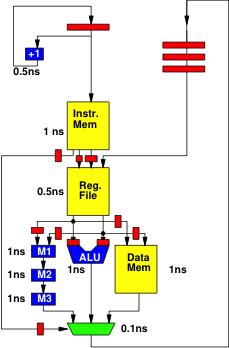 +1
0.5ns
Instr.
Mem
1 ns
0.5ns
Reg.
File
1ns
M1
ALU
1ns
Data
Mem
1ns
1ns
M2
1ns
M3
0.1ns